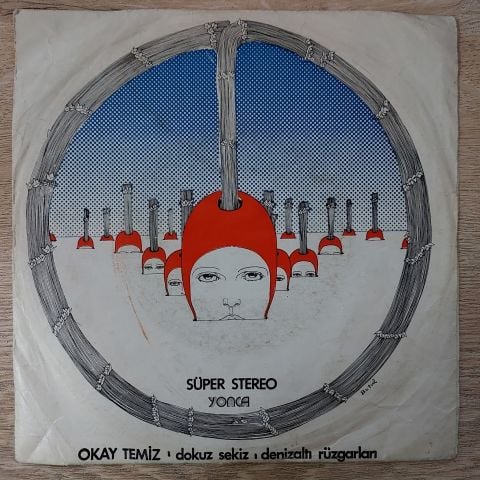 SÜPER STEREO
YONCA
OKAY TEMİZ : dokuz sekiz : denizaltı rüzgarları